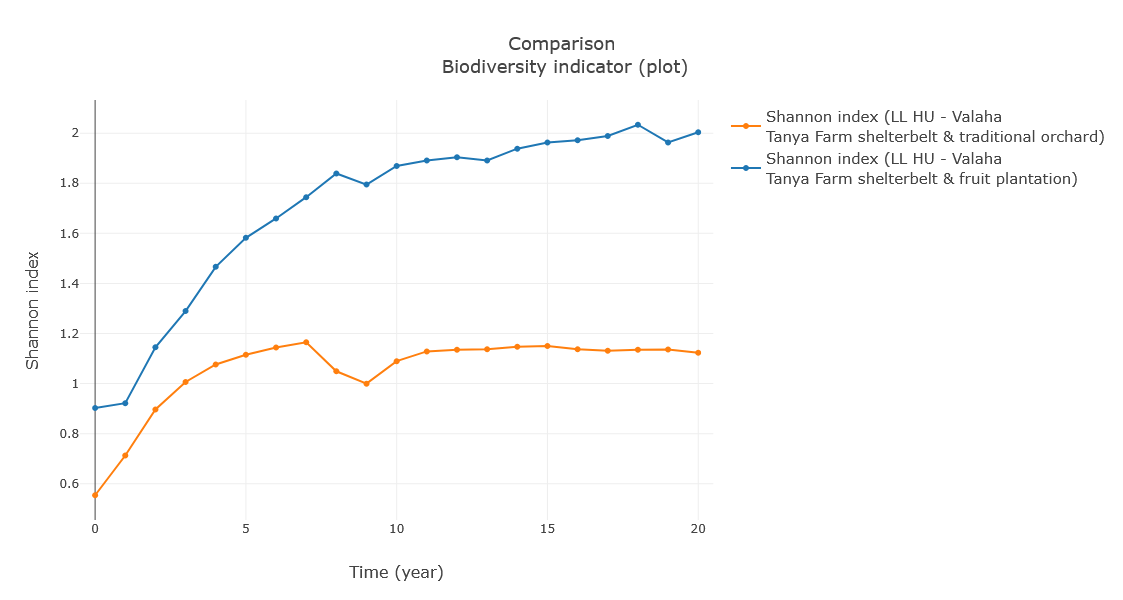 Comparison
Biodiversity indicator (plot)
Shannon index (LL HU - Valaha
Tanya Farm shelterbelt & traditional orchard)
Shannon index (LL HU - Valaha
Tanya Farm shelterbelt & fruit plantation)
Shannon index
2
1.8
1.6
1.4
1.2
1
0.8
0.6
0
5
10
15
20
Time (year)